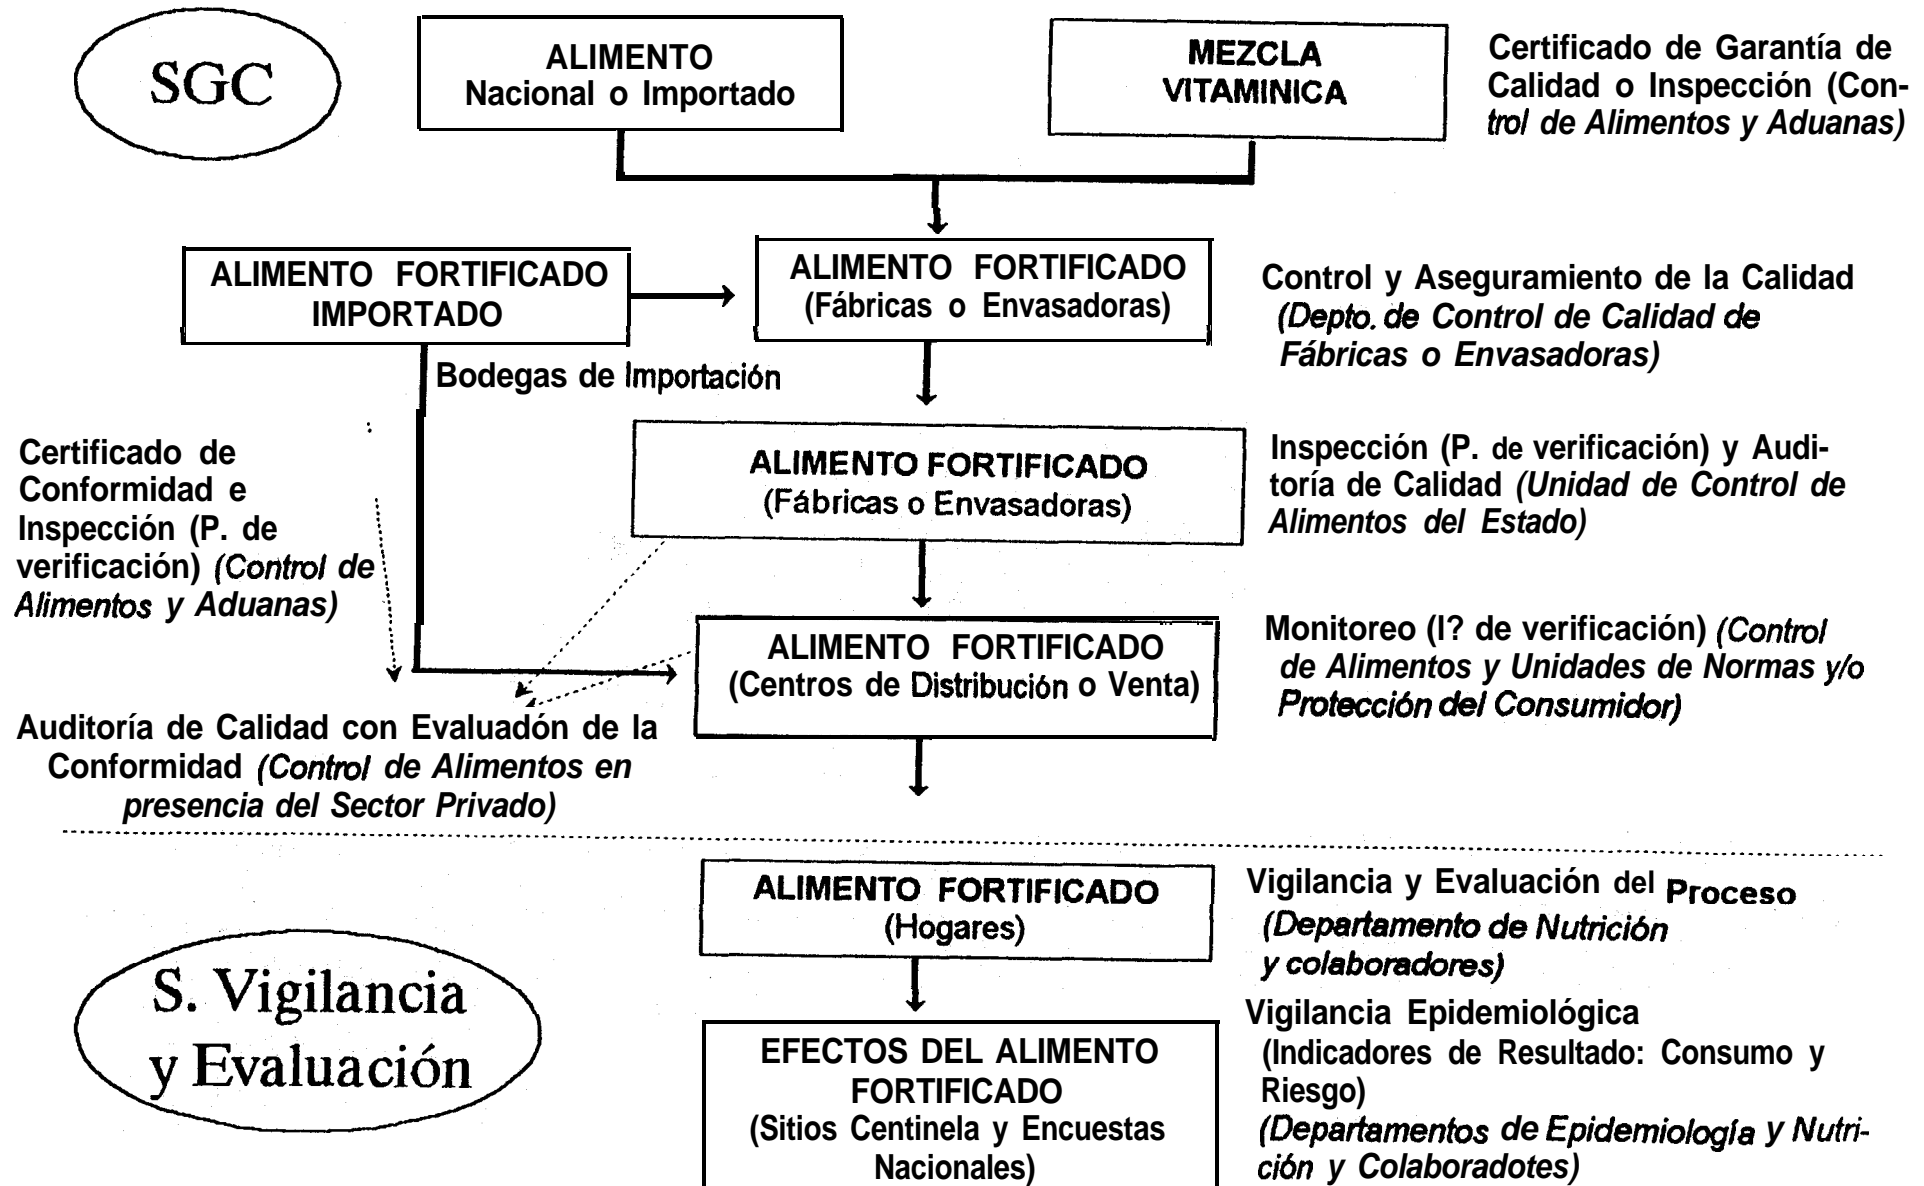 SGC
ALIMENTO
Nacional o Importado
MEZCLA
VITAMINICA
Certificado de Garantía de
Calidad o Inspección (Con-
trol de Alimentos y Aduanas)
ALIMENTO FORTIFICADO
IMPORTADO
ALIMENTO FORTIFICADO
(Fábricas o Envasadoras)
Control y Aseguramiento de la Calidad
(Depto. de Control de Calidad de
Fábricas o Envasadoras)
Bodegas de Importación
Certificado de
Conformidad e
Inspección (P. de
verificación) (Control de
Alimentos y Aduanas)
ALIMENTO FORTIFICADO
(Fábricas o Envasadoras)
Inspección (P. de verificación) y Audi-
toría de Calidad (Unidad de Control de
Alimentos del Estado)
ALIMENTO FORTIFICADO
(Centros de Distribución o Venta)
Monitoreo (I? de verificación) (Control
de Alimentos y Unidades de Normas y/o
Protección del Consumidor)
Auditoría de Calidad con Evaluadón de la
Conformidad (Control de Alimentos en
presencia del Sector Privado)
ALIMENTO FORTIFICADO
(Hogares)
Vigilancia y Evaluación del Proceso
(Departamento de Nutrición
y colaboradores)
S. Vigilancia
y Evaluación
EFECTOS DEL ALIMENTO
FORTIFICADO
(Sitios Centinela y Encuestas
Nacionales)
Vigilancia Epidemiológica
(Indicadores de Resultado: Consumo y
Riesgo)
(Departamentos de Epidemiología y Nutri-
ción y Colaboradotes)